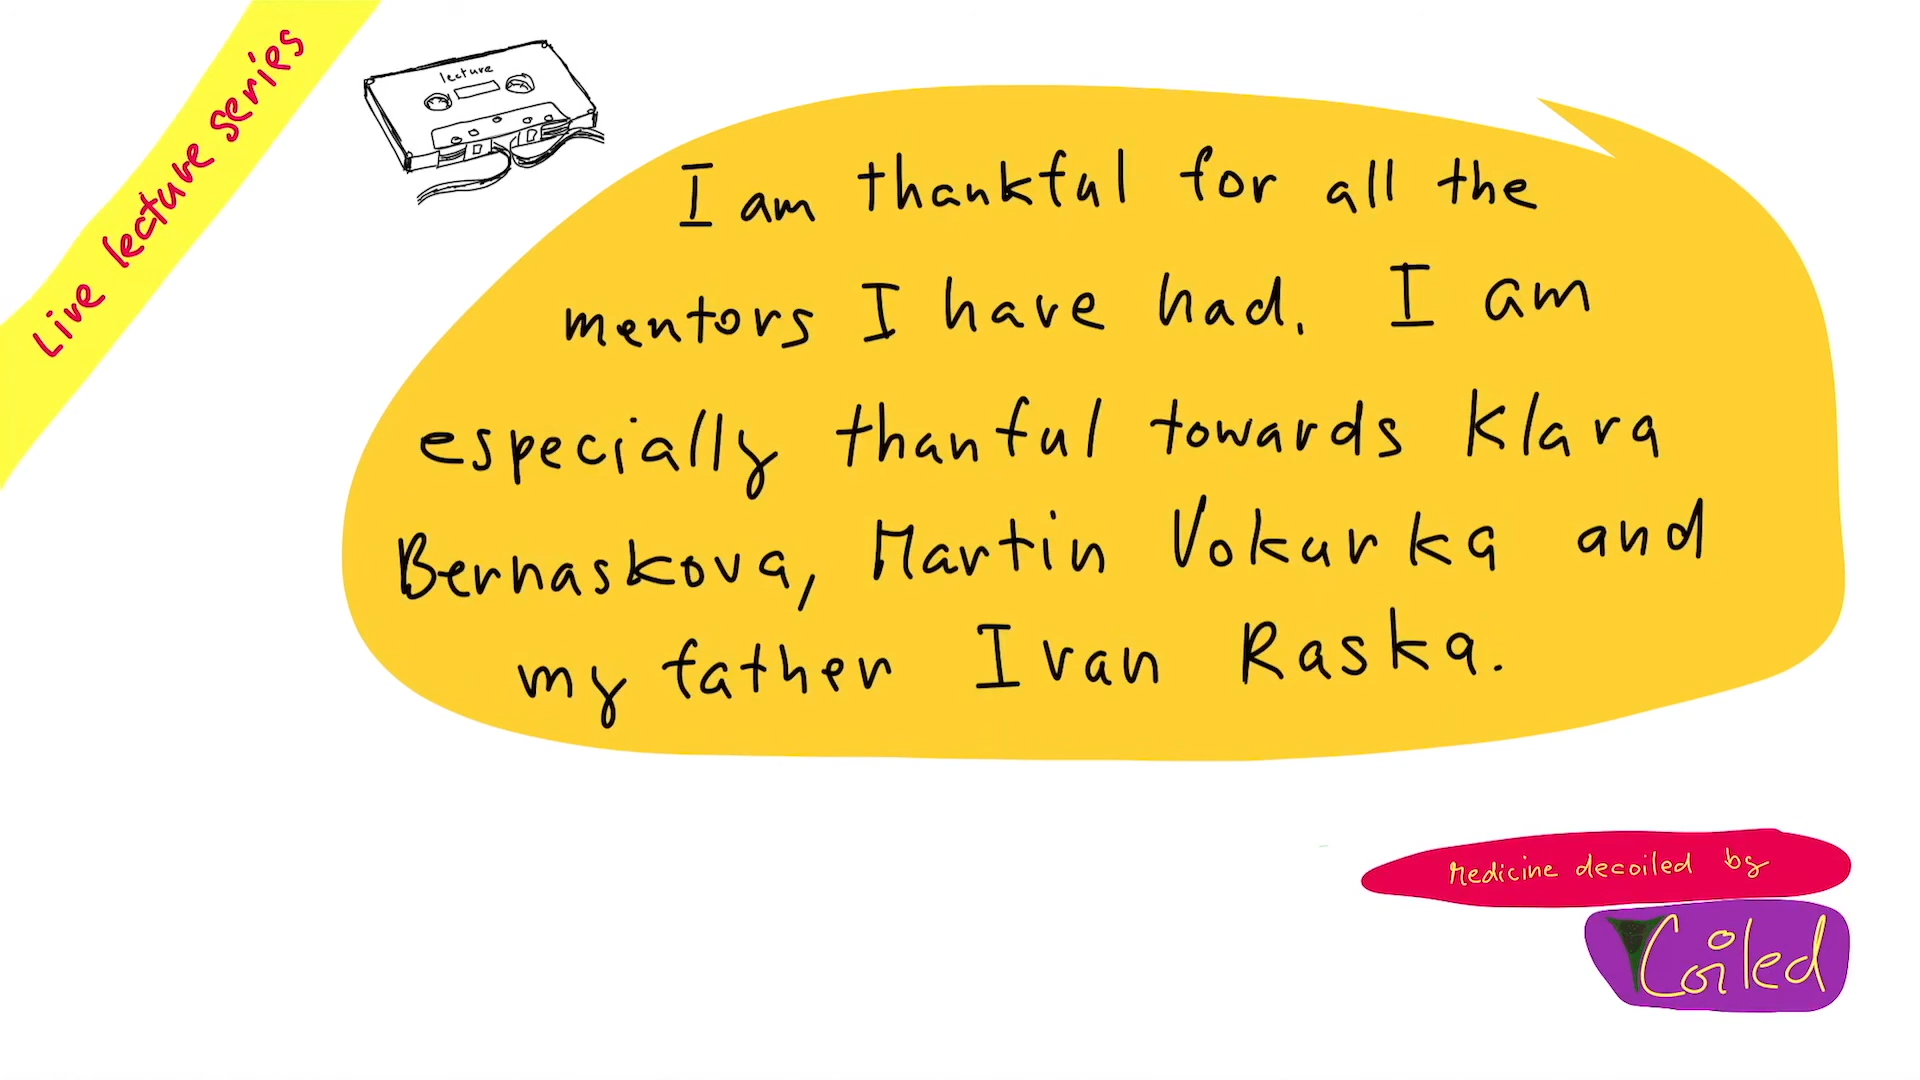 Live lecture series
lecture
I am thankful for all the
mentors I have had. I am
especially thanful towards Klara
Bernaskova, Martin Vokurka and
my father Ivan Raska.
Medicine decoiled by
Coiled